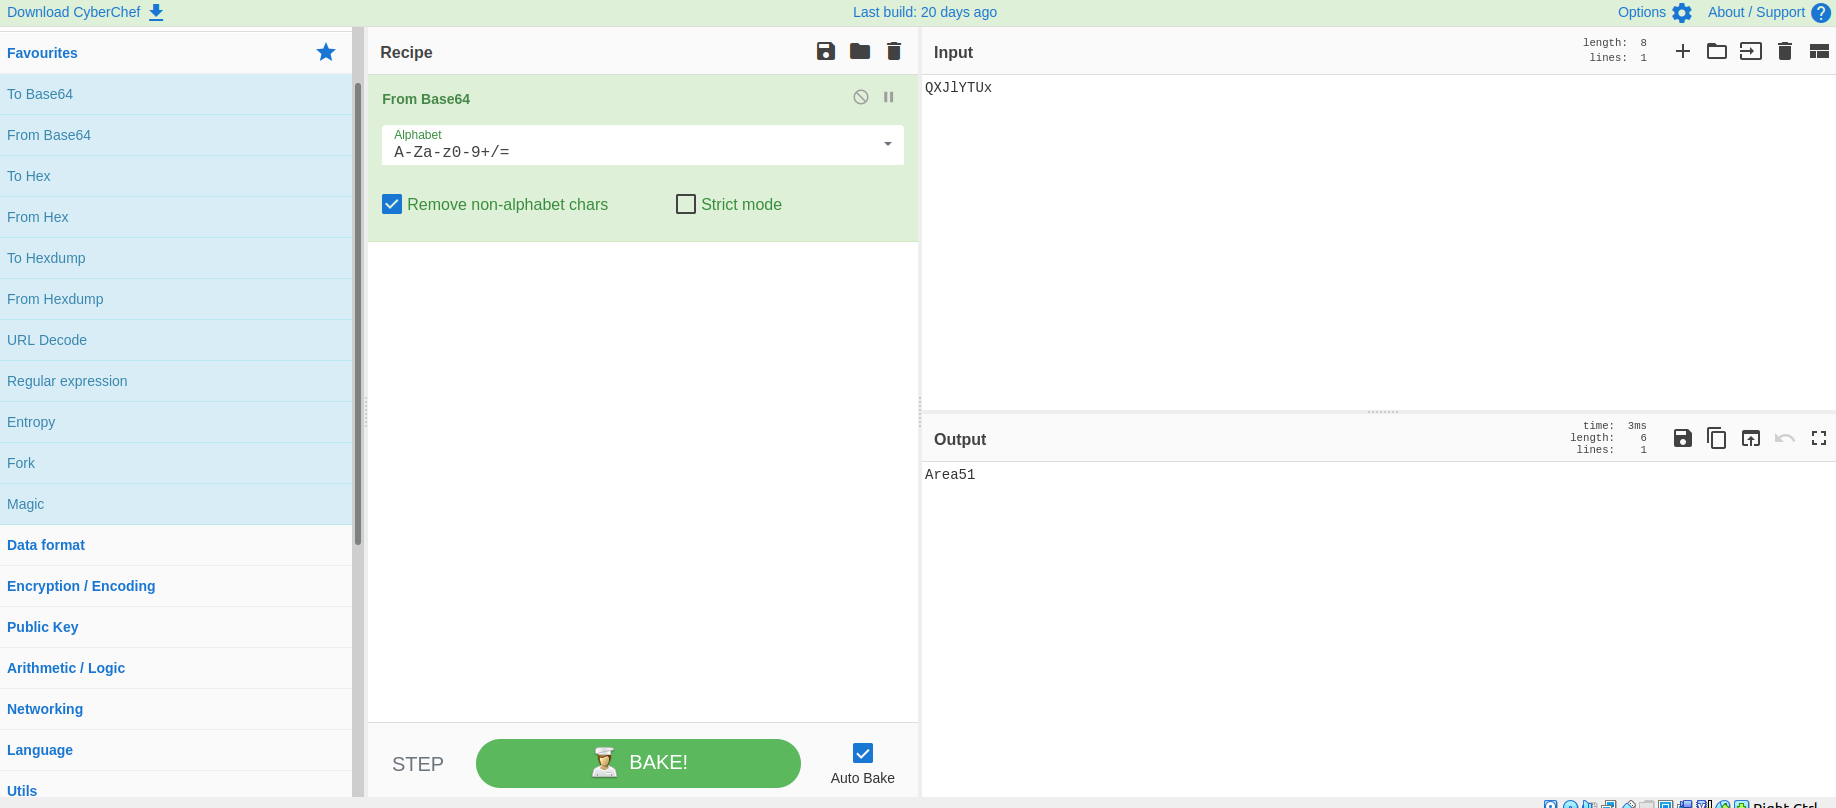 Download CyberChef
Last build: 20 days ago
Options
About / Support
Favourites
To Base64
From Base64
To Hex
From Hex
To Hexdump
From Hexdump
URL Decode
Regular expression
Entropy
Fork
Magic
Data format
Encryption / Encoding
Public Key
Arithmetic / Logic
Networking
Language
Utils
Recipe
From Base64
Alphabet
A-Za-z0-9+/=
Remove non-alphabet chars
Strict mode
STEP
BAKE!
Auto Bake
Input
length: 8
lines: 1
QXJlYTUx
Output
time: 3ms
length: 6
lines: 1
Area51
Right Ctrl